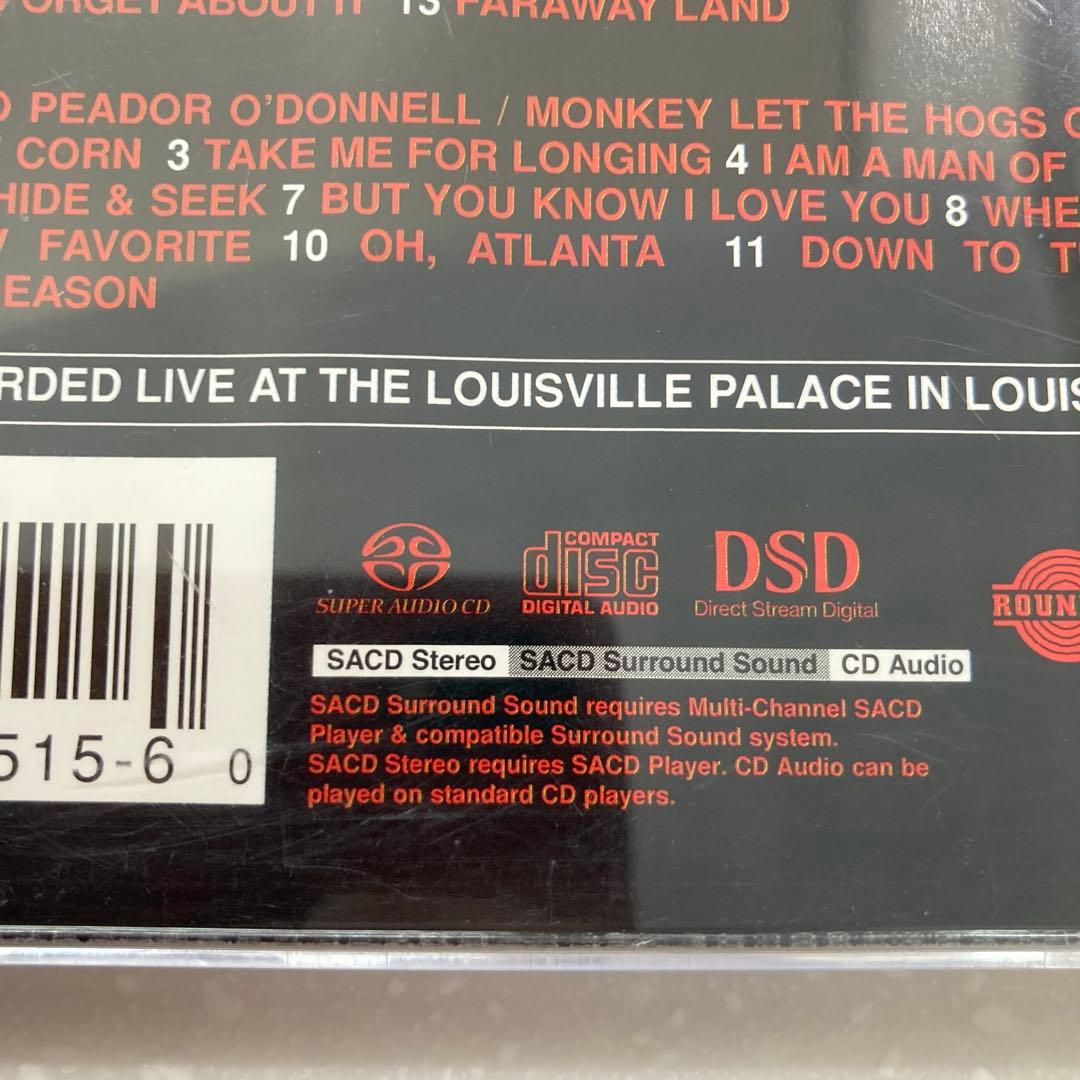 ORGET ABOUT IT 13 FARAWAY LAND
PEADOR O'DONNELL / MONKEY LET THE HOGS
CORN 3 TAKE ME FOR LONGING 4 I AM A MAN OF
HIDE & SEEK 7 BUT YOU KNOW I LOVE YOU 8 WHE
FAVORITE 10 OH, ATLANTA 11 DOWN TO T
EASON
RDED LIVE AT THE LOUISVILLE PALACE IN LOUIS
SUPER AUDIO CD
COMPACT
disc
DIGITAL AUDIO
DSD
Direct Stream Digital
ROUN
SACD Stereo SACD Surround Sound CD Audio
SACD Surround Sound requires Multi-Channel SACD
Player & compatible Surround Sound system.
SACD Stereo requires SACD Player. CD Audio can be
played on standard CD players.
515-6 0